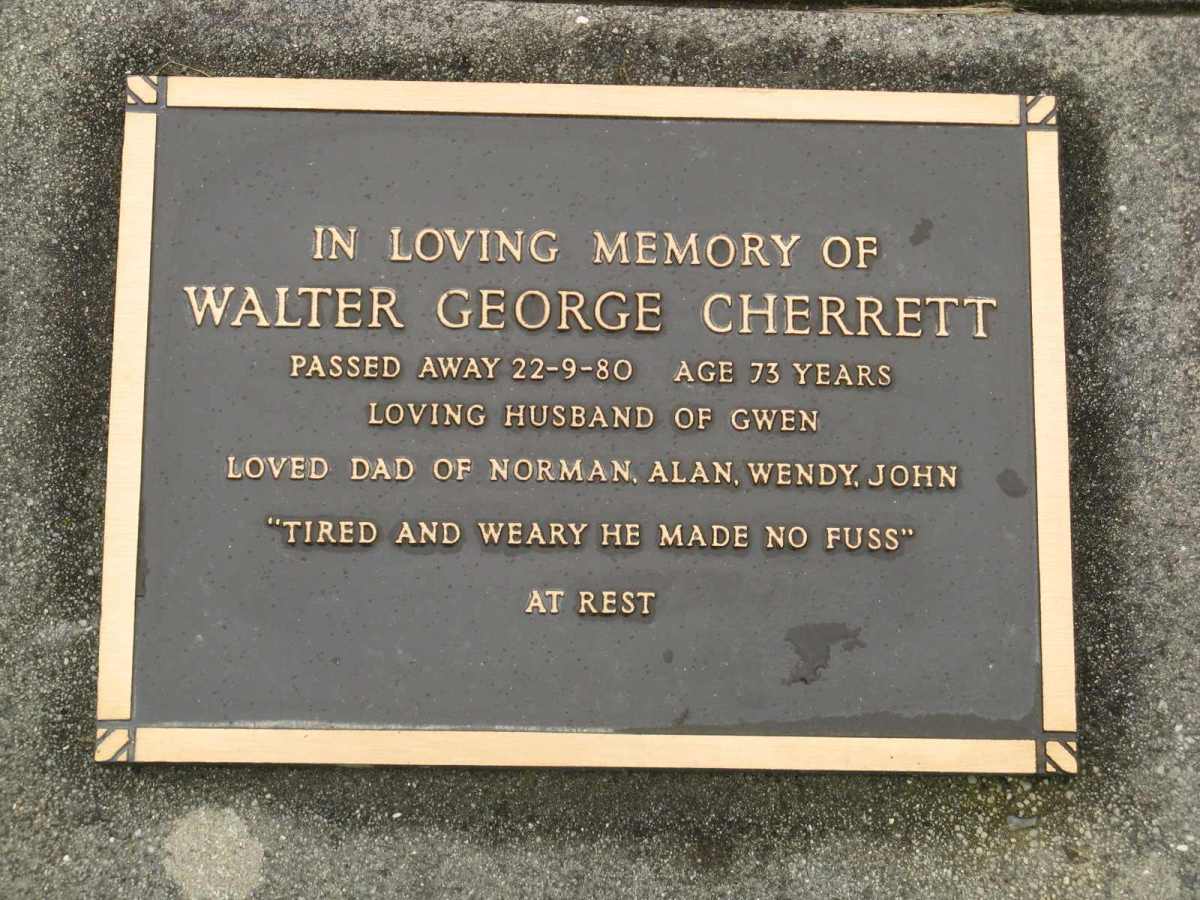 IN LOVING MEMORY OF
WALTER GEORGE CHERRETT
PASSED AWAY 22-9-80 AGE 73 YEARS
LOVING HUSBAND OF GWEN
LOVED DAD OF NORMAN, ALAN, WENDY, JOHN
"TIRED AND WEARY HE MADE NO FUSS"
AT REST